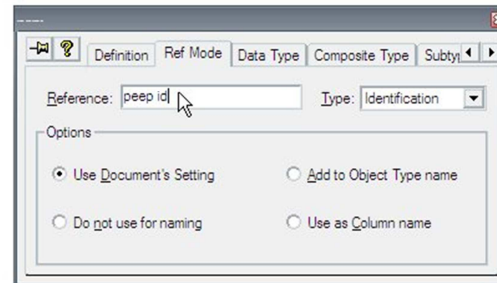 Definition Ref Mode Data Type Composite Type Subty
Reference: peep id Type: Identification
Options
Use Document's Setting Add to Object Type name
Do not use for naming Use as Column name